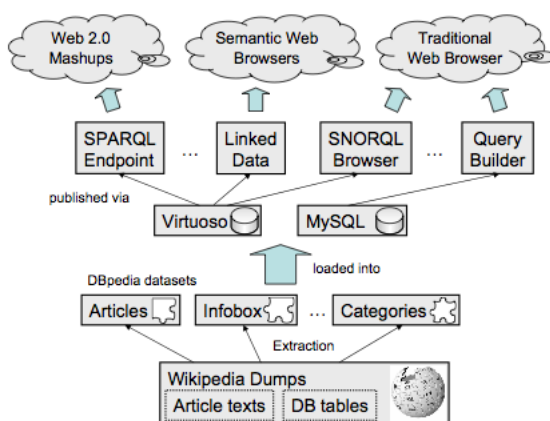 Web 2.0
Mashups
Semantic Web
Browsers
Traditional
Web Browser
SPARQL
Endpoint
...
Linked
Data
SNORQL
Browser
...
Query
Builder
published via
Virtuoso
MySQL
loaded into
DBpedia datasets
Articles
Infobox
...
Categories
Extraction
Wikipedia Dumps
Article texts
DB tables